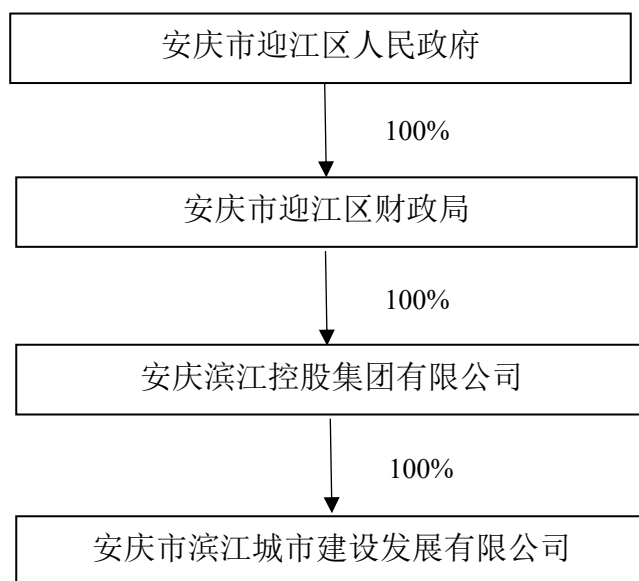 安庆市迎江区人民政府
100%
安庆市迎江区财政局
100%
安庆滨江控股集团有限公司
100%
安庆市滨江城市建设发展有限公司